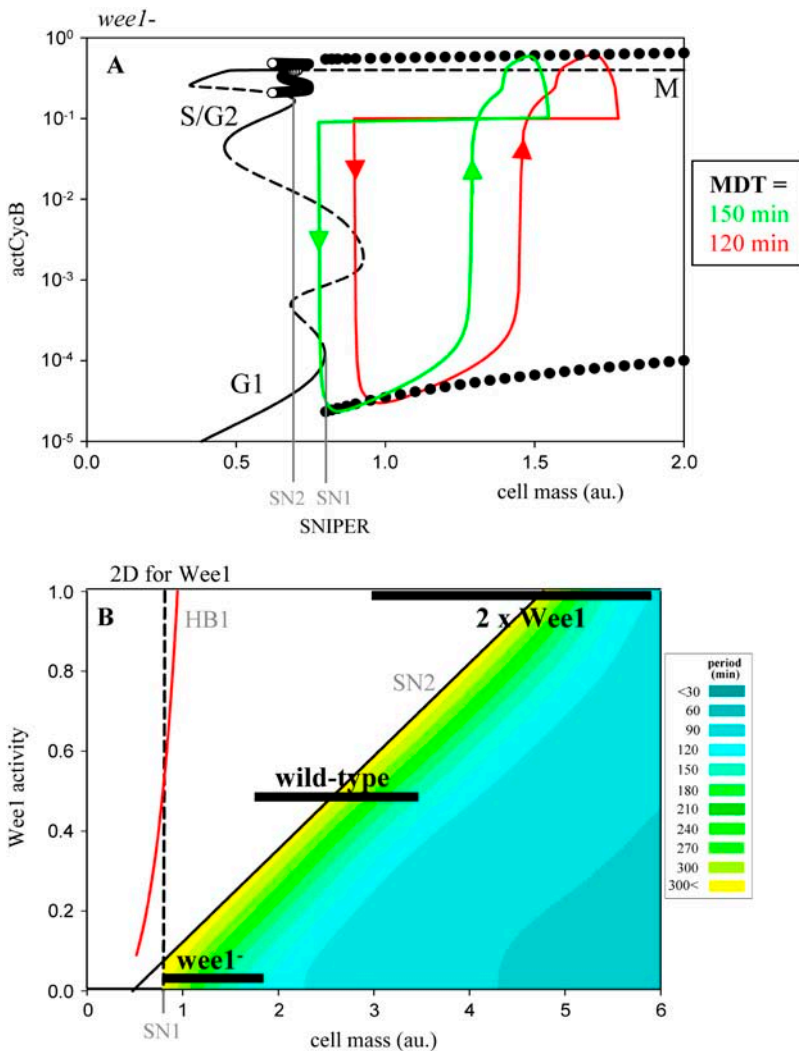 wee1-
A
10⁰
10⁻¹
10⁻²
10⁻³
10⁻⁴
10⁻⁵
actCycB
S/G2
M
G1
0.0
0.5
1.0
1.5
2.0
SN2
SN1
cell mass (au.)
SNIPER
MDT =
150 min
120 min
2D for Wee1
B
HB1
2 x Wee1
SN2
wild-type
wee1⁻
1.0
0.8
0.6
0.4
0.2
0.0
Wee1 activity
0
1
2
3
4
5
6
SN1
cell mass (au.)
period
(min)
<30
60
90
120
150
180
210
240
270
300
300<